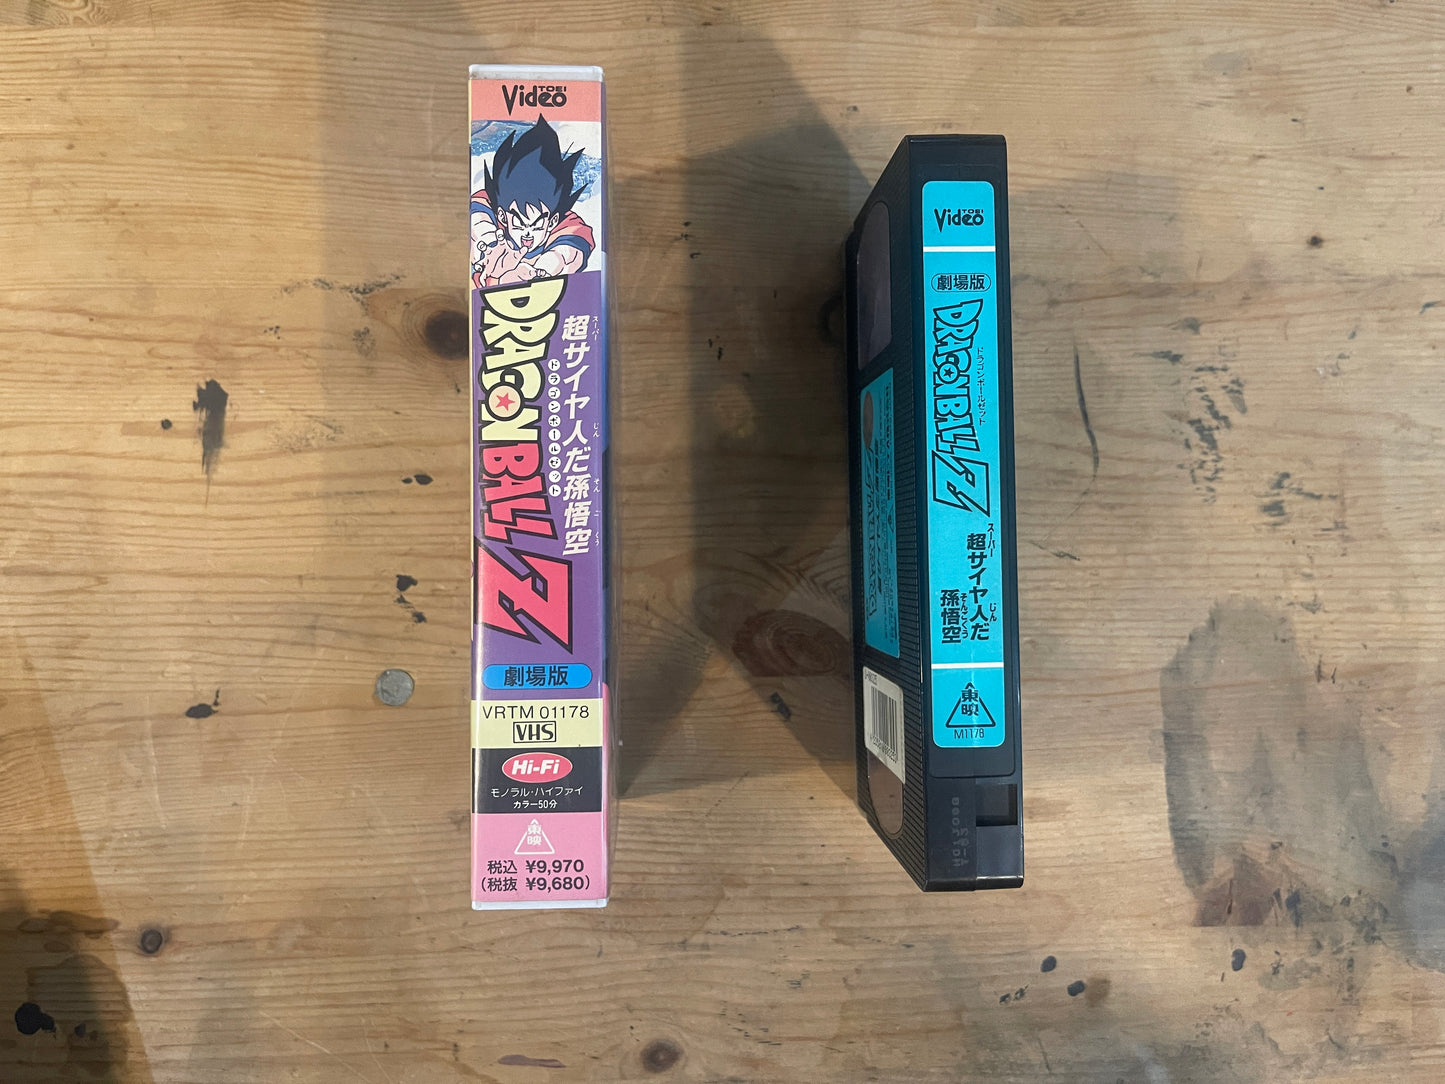 TOEI
Video
DRAGONBALL Z
ドラゴンボールゼット
超サイヤ人だ孫悟空
スーパー
じん
そん
ご
くう
劇場版
VRTM 01178
VHS
Hi-Fi
モノラル・ハイファイ
カラー50分
東映
税込 ¥9,970
(税抜 ¥9,680)
TOEI
Video
劇場版
DRAGONBALL Z
ドラゴンボールゼット
スーパー
超サイヤ人だ
じん
孫悟空
そんごくう
東映
M1178